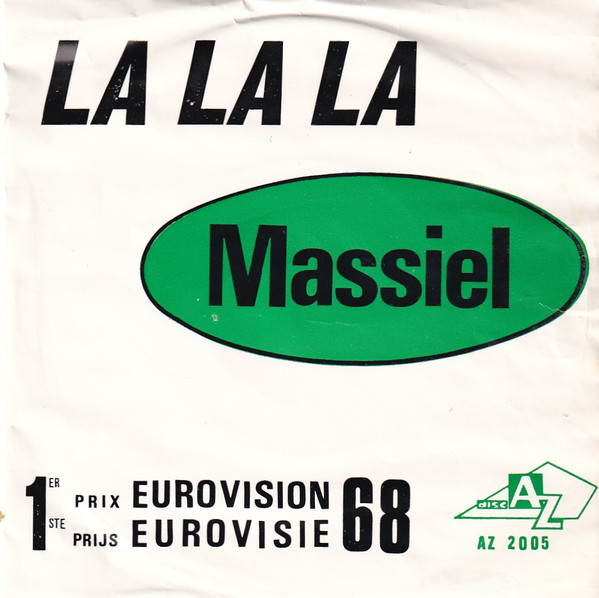 LA LA LA
Massiel
1ER PRIX EUROVISION 68
1STE PRIJS EUROVISIE
disc AZ
AZ 2005